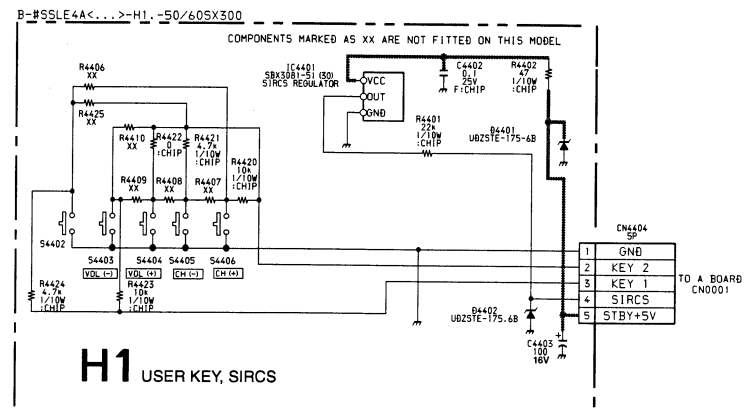 B-#SSLE4A<...>-H1.-50/60SX300
COMPONENTS MARKED AS XX ARE NOT FITTED ON THIS MODEL
IC4401
SBX3081-51 (30)
SIRCS REGULATOR
VCC
OUT
GND
C4402
0.1
25V
F:CHIP
R4402
47
1/10W
:CHIP
R4406
XX
R4425
XX
R4410
XX
R4422
0
:CHIP
R4421
4.7k
1/10W
:CHIP
R4420
10k
1/10W
:CHIP
R4401
22k
1/10W
:CHIP
D4401
UDZSTE-175-6B
R4409
XX
R4408
XX
R4407
XX
S4402
S4403
VOL (-)
S4404
VOL (+)
S4405
CH (-)
S4406
CH (+)
R4424
4.7k
1/10W
:CHIP
R4423
10k
1/10W
:CHIP
D4402
UDZSTE-175.6B
C4403
100
16V
+
CN4404
5P
1 GND
2 KEY 2
3 KEY 1
4 SIRCS
5 STBY+5V
TO A BOARD
CN0001
H1 USER KEY, SIRCS